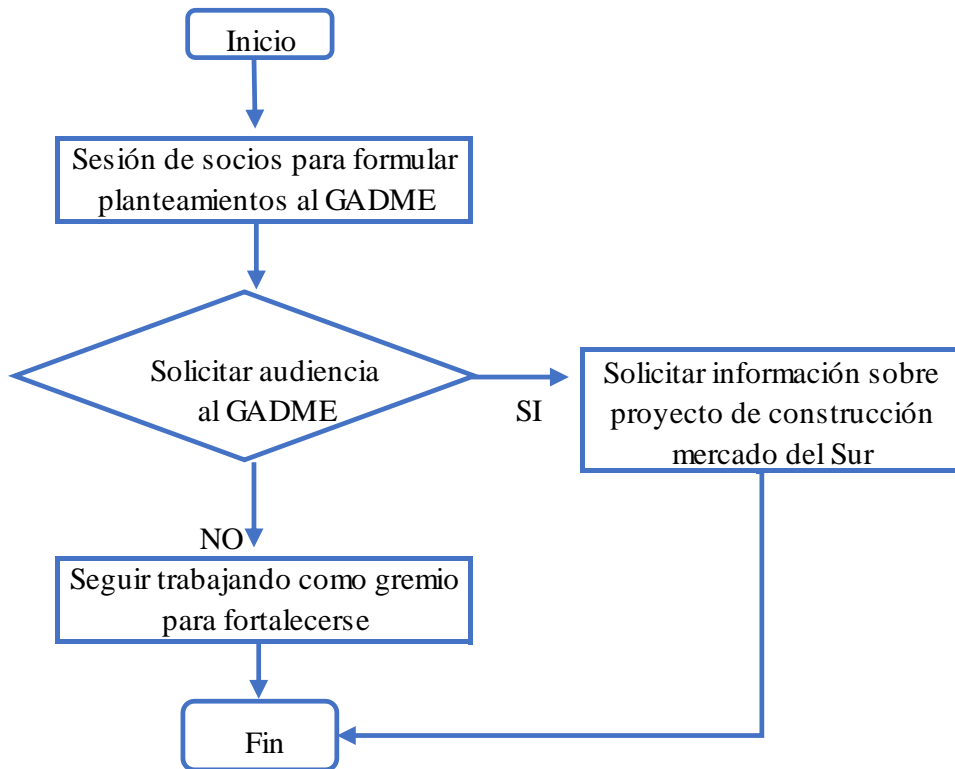 Inicio
Sesión de socios para formular
planteamientos al GADME
Solicitar audiencia
al GADME
SI
Solicitar información sobre
proyecto de construcción
mercado del Sur
NO
Seguir trabajando como gremio
para fortalecerse
Fin